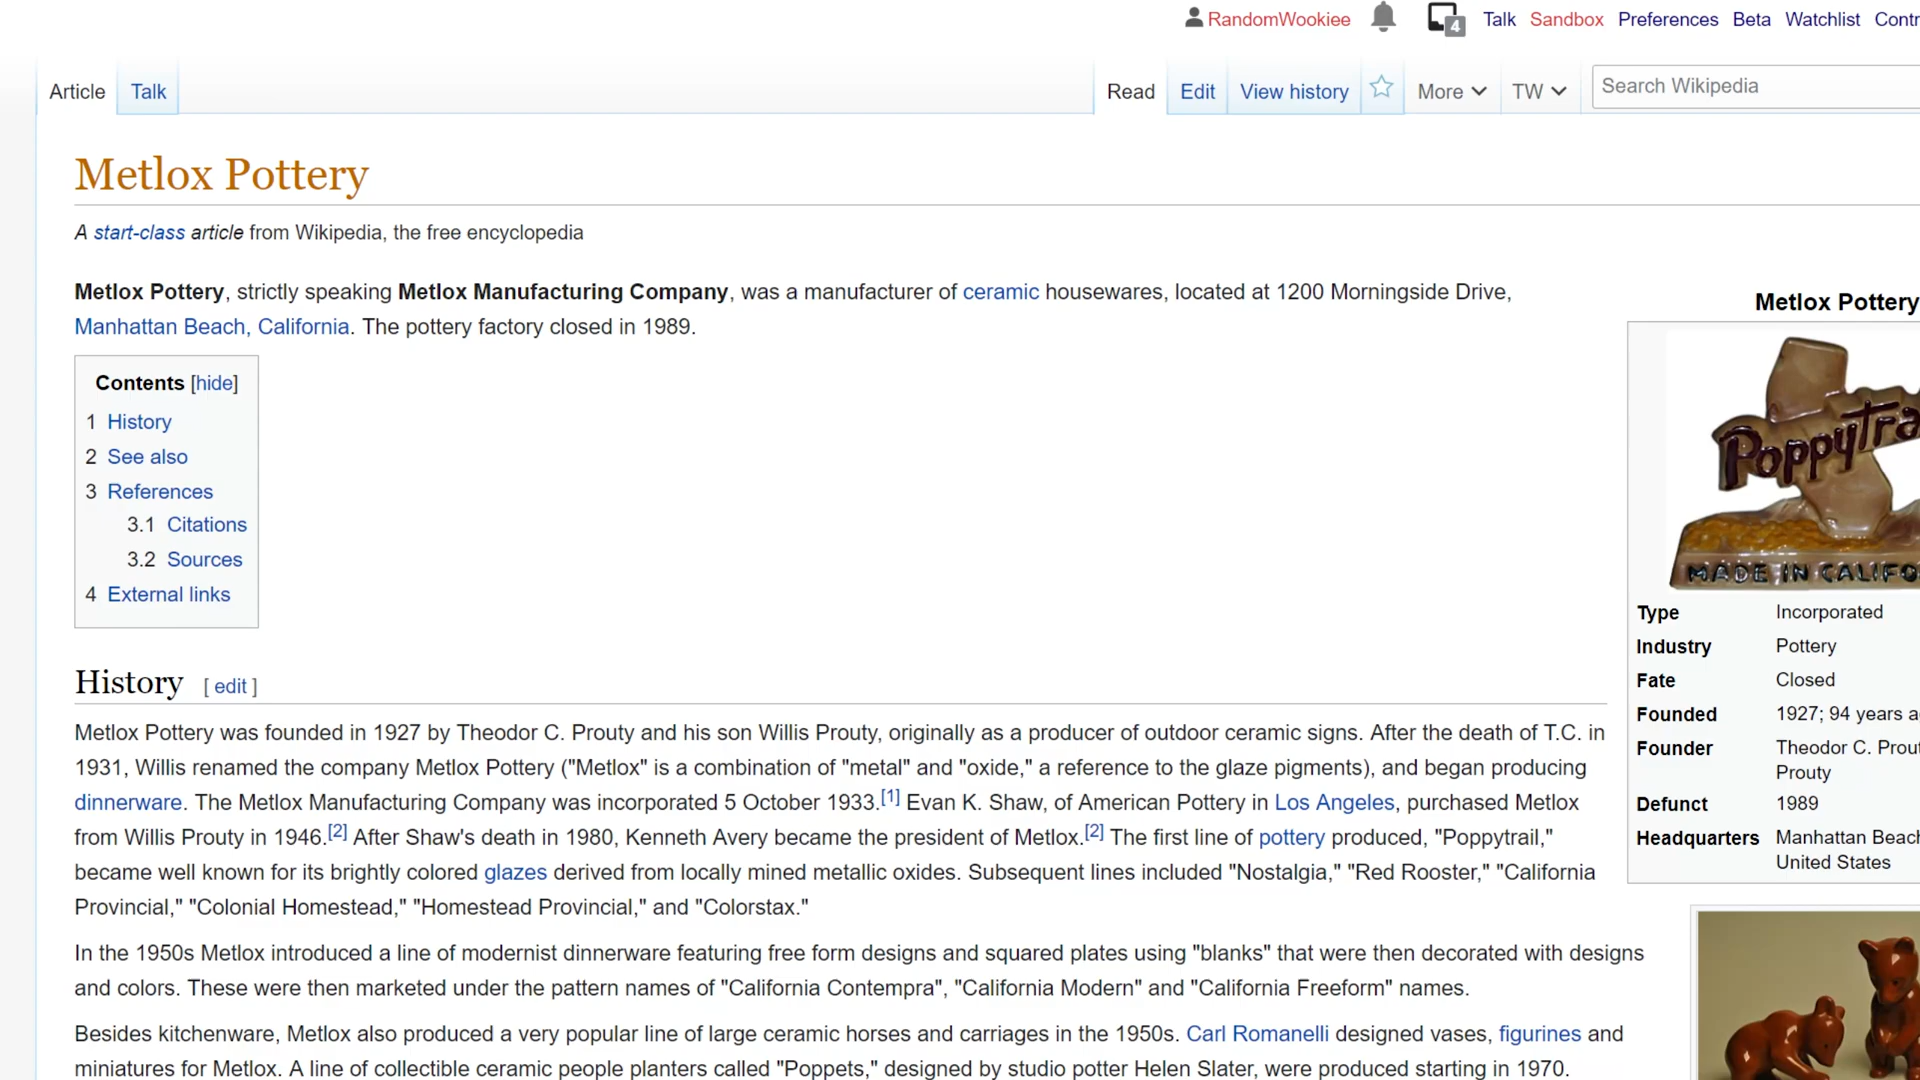 RandomWookiee 4 Talk Sandbox Preferences Beta Watchlist Contr
Article Talk Read Edit View history More TW Search Wikipedia
Metlox Pottery
A start-class article from Wikipedia, the free encyclopedia
Metlox Pottery, strictly speaking Metlox Manufacturing Company, was a manufacturer of ceramic housewares, located at 1200 Morningside Drive,
Manhattan Beach, California. The pottery factory closed in 1989.
Contents [hide]
1 History
2 See also
3 References
3.1 Citations
3.2 Sources
4 External links
History [ edit ]
Metlox Pottery was founded in 1927 by Theodor C. Prouty and his son Willis Prouty, originally as a producer of outdoor ceramic signs. After the death of T.C. in
1931, Willis renamed the company Metlox Pottery ("Metlox" is a combination of "metal" and "oxide," a reference to the glaze pigments), and began producing
dinnerware. The Metlox Manufacturing Company was incorporated 5 October 1933.[1] Evan K. Shaw, of American Pottery in Los Angeles, purchased Metlox
from Willis Prouty in 1946.[2] After Shaw's death in 1980, Kenneth Avery became the president of Metlox.[2] The first line of pottery produced, "Poppytrail,"
became well known for its brightly colored glazes derived from locally mined metallic oxides. Subsequent lines included "Nostalgia," "Red Rooster," "California
Provincial," "Colonial Homestead," "Homestead Provincial," and "Colorstax."
In the 1950s Metlox introduced a line of modernist dinnerware featuring free form designs and squared plates using "blanks" that were then decorated with designs
and colors. These were then marketed under the pattern names of "California Contempra", "California Modern" and "California Freeform" names.
Besides kitchenware, Metlox also produced a very popular line of large ceramic horses and carriages in the 1950s. Carl Romanelli designed vases, figurines and
miniatures for Metlox. A line of collectible ceramic people planters called "Poppets," designed by studio potter Helen Slater, were produced starting in 1970.
Metlox Pottery
PoppyTra
MADE IN CALIFO
Type Incorporated
Industry Pottery
Fate Closed
Founded 1927; 94 years a
Founder Theodor C. Prout
Prouty
Defunct 1989
Headquarters Manhattan Beach
United States